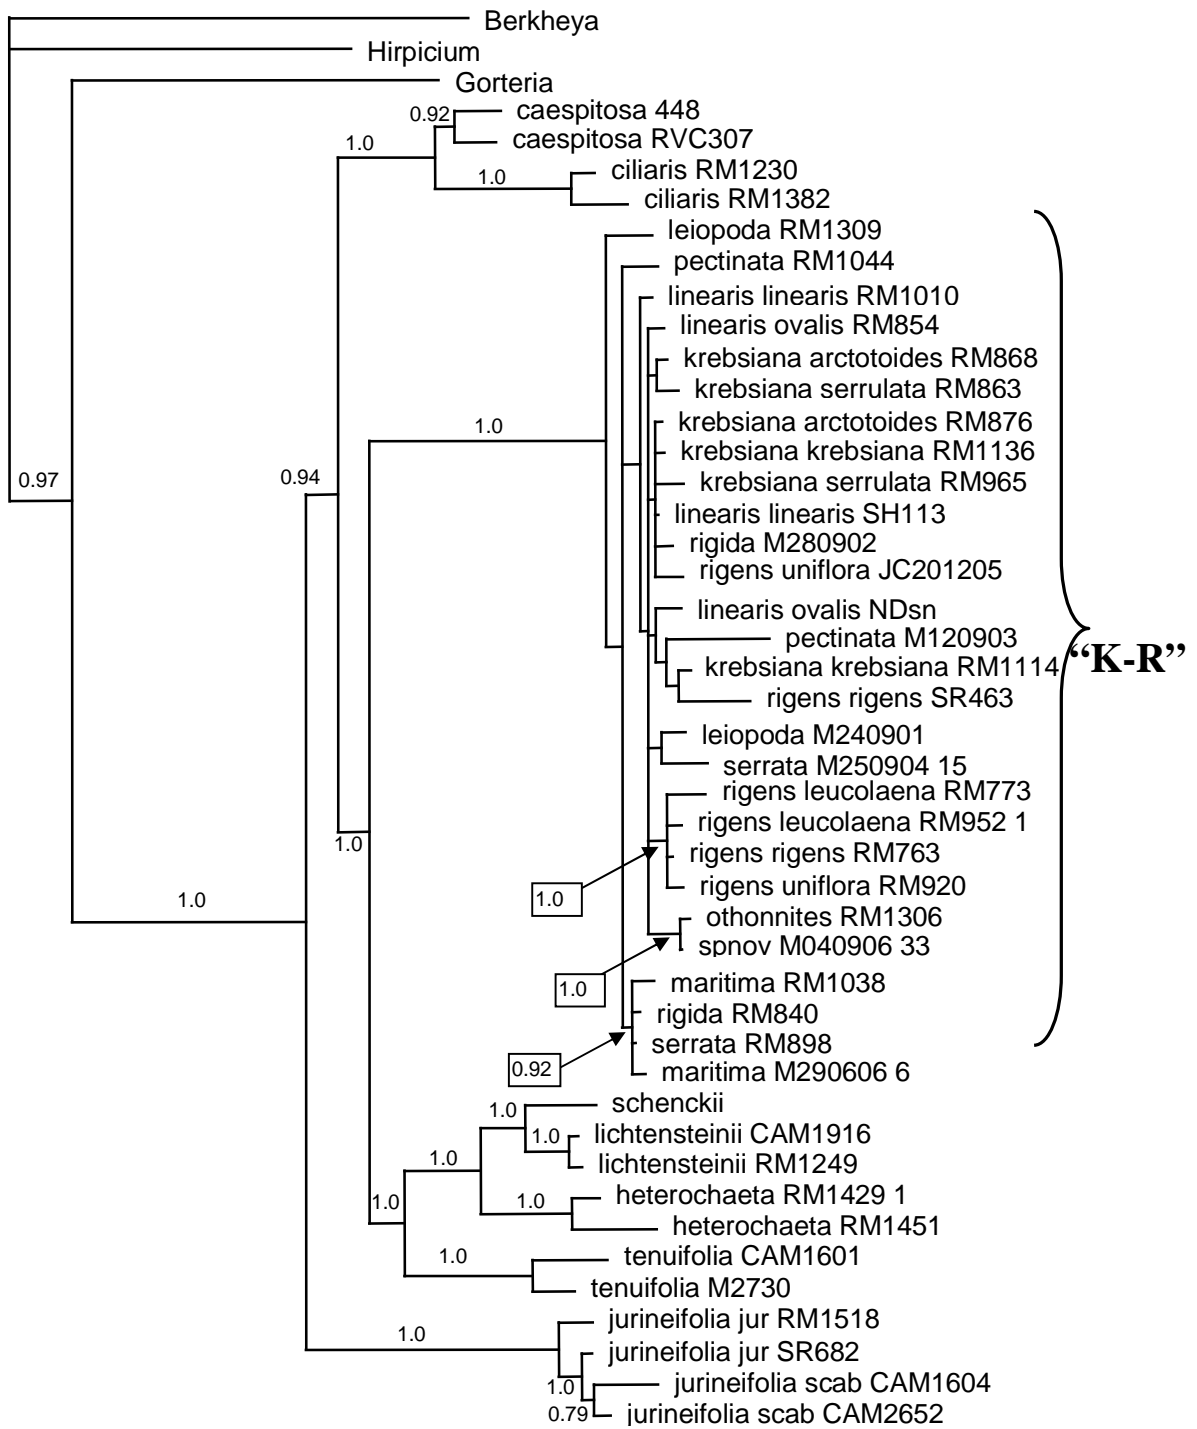 Berkheya
Hirpicium
Gorteria
0.92
caespitosa 448
caespitosa RVC307
1.0
ciliaris RM1230
1.0
ciliaris RM1382
leiopoda RM1309
pectinata RM1044
linearis linearis RM1010
linearis ovalis RM854
krebsiana arctotoides RM868
krebsiana serrulata RM863
krebsiana arctotoides RM876
1.0
krebsiana krebsiana RM1136
0.97
0.94
krebsiana serrulata RM965
linearis linearis SH113
rigida M280902
rigens uniflora JC201205
linearis ovalis NDsn
pectinata M120903
krebsiana krebsiana RM1114
“K-R”
rigens rigens SR463
leiopoda M240901
serrata M250904 15
rigens leucolaena RM773
rigens leucolaena RM952 1
1.0
rigens rigens RM763
rigens uniflora RM920
1.0
1.0
othonnites RM1306
spnov M040906 33
1.0
maritima RM1038
rigida RM840
serrata RM898
0.92
maritima M290606 6
schenckii
1.0
lichtensteinii CAM1916
1.0
lichtensteinii RM1249
1.0
heterochaeta RM1429 1
1.0
1.0
heterochaeta RM1451
tenuifolia CAM1601
1.0
tenuifolia M2730
jurineifolia jur RM1518
1.0
jurineifolia jur SR682
jurineifolia scab CAM1604
1.0
0.79
jurineifolia scab CAM2652